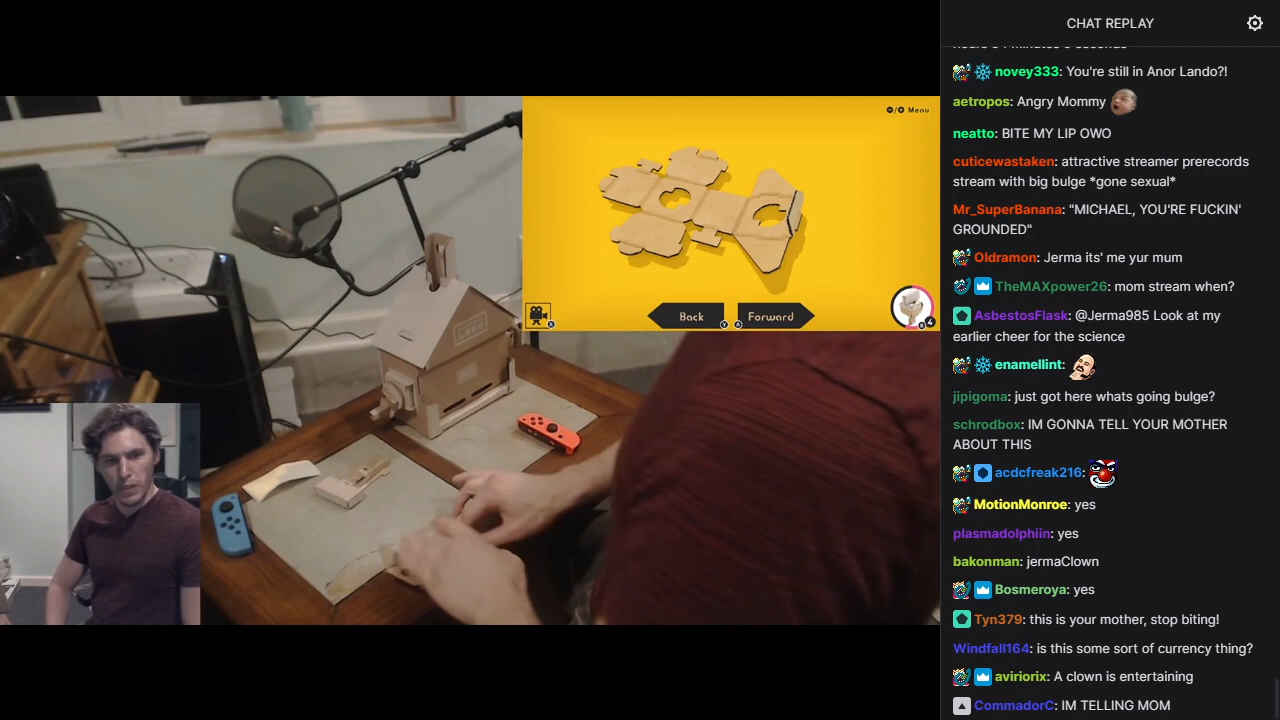 CHAT REPLAY
novey333: You're still in Anor Lando?!
aetropos: Angry Mommy
neatto: BITE MY LIP OWO
cuticewastaken: attractive streamer prerecords
stream with big bulge *gone sexual*
Mr_SuperBanana: "MICHAEL, YOU'RE FUCKIN'
GROUNDED"
Oldramon: Jerma its' me yur mum
TheMAXpower26: mom stream when?
AsbestosFlask: @Jerma985 Look at my
earlier cheer for the science
enamellint:
jipigoma: just got here whats going bulge?
schrodbox: IM GONNA TELL YOUR MOTHER
ABOUT THIS
acdcfreak216:
MotionMonroe: yes
plasmadolphiin: yes
bakonman: jermaClown
Bosmeroya: yes
Tyn379: this is your mother, stop biting!
Windfall164: is this some sort of currency thing?
aviriorix: A clown is entertaining
CommadorC: IM TELLING MOM
Menu
Back
Y
A
Forward
X
4